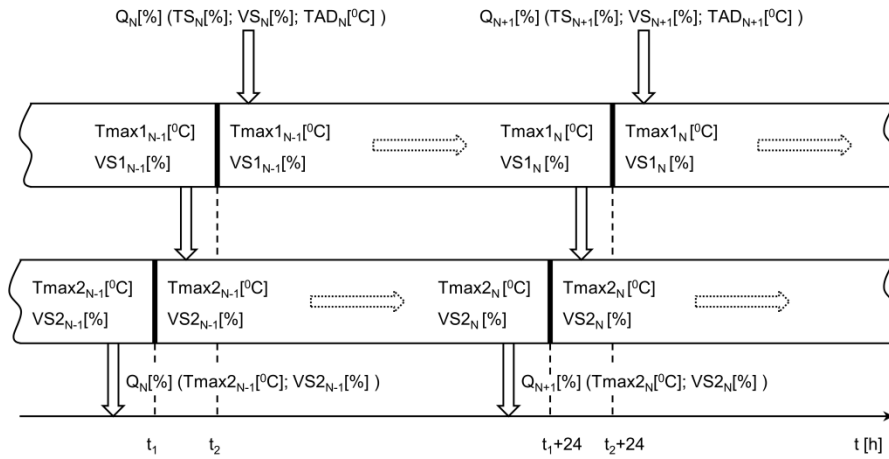 Q_N[%] (TS_N[%]; VS_N[%]; TAD_N[⁰C] )
Q_N+1[%] (TS_N+1[%]; VS_N+1[%]; TAD_N+1[⁰C] )
Tmax1_N-1[⁰C] Tmax1_N-1[⁰C] Tmax1_N[⁰C] Tmax1_N[⁰C]
VS1_N-1[%] VS1_N-1[%] VS1_N[%] VS1_N[%]
Tmax2_N-1[⁰C] Tmax2_N-1[⁰C] Tmax2_N[⁰C] Tmax2_N[⁰C]
VS2_N-1[%] VS2_N-1[%] VS2_N[%] VS2_N[%]
Q_N[%] (Tmax2_N-1[⁰C]; VS2_N-1[%] )
Q_N+1[%] (Tmax2_N[⁰C]; VS2_N[%] )
t₁ t₂ t₁+24 t₂+24 t [h]